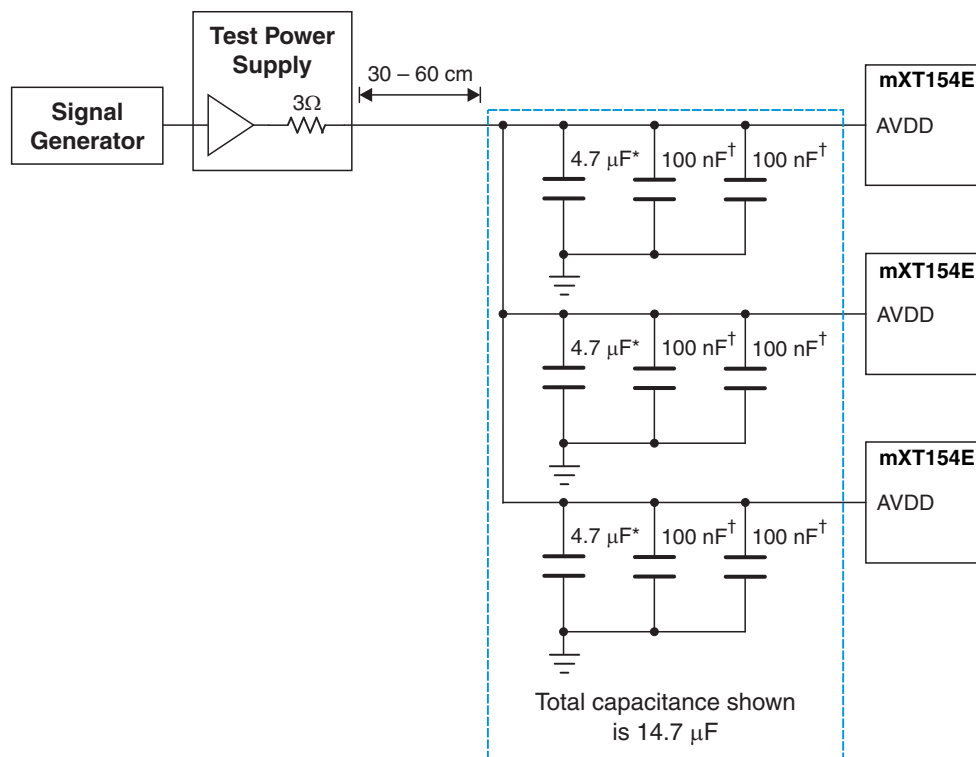 Test Power
Supply
3Ω
Signal
Generator
30 – 60 cm
mXT154E
AVDD
4.7 μF* 100 nF† 100 nF†
mXT154E
AVDD
4.7 μF* 100 nF† 100 nF†
mXT154E
AVDD
4.7 μF* 100 nF† 100 nF†
Total capacitance shown
is 14.7 μF